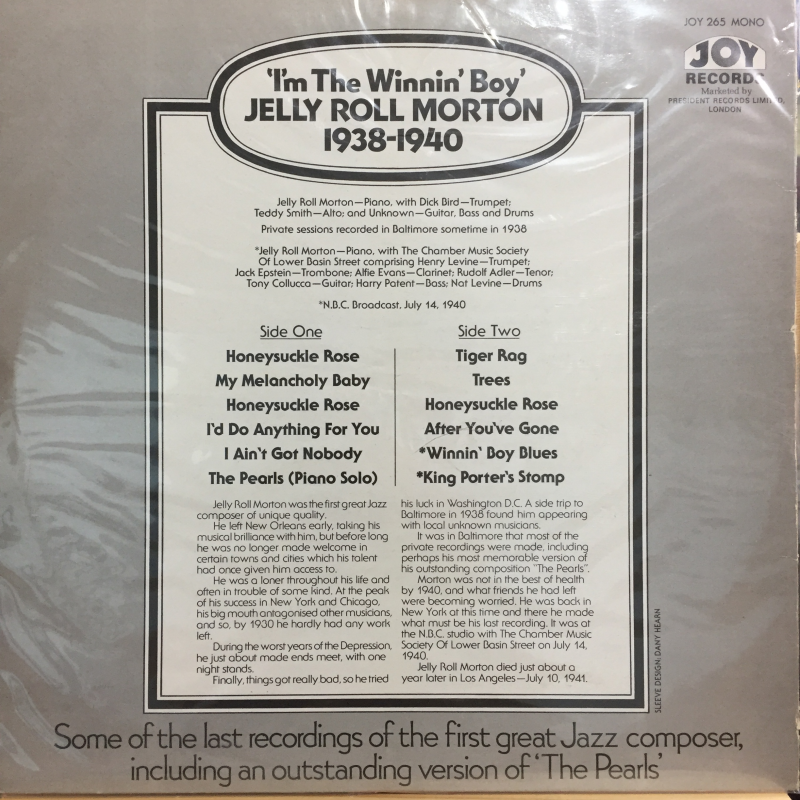 JOY 265 MONO
JOY
RECORDS
Marketed by
PRESIDENT RECORDS LIMITED,
LONDON
'I'm The Winnin' Boy'
JELLY ROLL MORTON
1938-1940
Jelly Roll Morton—Piano, with Dick Bird—Trumpet;
Teddy Smith—Alto; and Unknown—Guitar, Bass and Drums
Private sessions recorded in Baltimore sometime in 1938
*Jelly Roll Morton—Piano, with The Chamber Music Society
Of Lower Basin Street comprising Henry Levine—Trumpet;
Jack Epstein—Trombone; Alfie Evans—Clarinet; Rudolf Adler—Tenor;
Tony Collucca—Guitar; Harry Patent—Bass; Nat Levine—Drums
*N.B.C. Broadcast, July 14, 1940
Side One
Honeysuckle Rose
My Melancholy Baby
Honeysuckle Rose
I'd Do Anything For You
I Ain't Got Nobody
The Pearls (Piano Solo)
Side Two
Tiger Rag
Trees
Honeysuckle Rose
After You've Gone
*Winnin' Boy Blues
*King Porter's Stomp
Jelly Roll Morton was the first great Jazz
composer of unique quality.
He left New Orleans early, taking his
musical brilliance with him, but before long
he was no longer made welcome in
certain towns and cities which his talent
had once given him access to.
He was a loner throughout his life and
often in trouble of some kind. At the peak
of his success in New York and Chicago,
his big mouth antagonised other musicians,
and so, by 1930 he hardly had any work
left.
During the worst years of the Depression,
he just about made ends meet, with one
night stands.
Finally, things got really bad, so he tried
his luck in Washington D.C. A side trip to
Baltimore in 1938 found him appearing
with local unknown musicians.
It was in Baltimore that most of the
private recordings were made, including
perhaps his most memorable version of
his outstanding composition "The Pearls".
Morton was not in the best of health
by 1940, and what friends he had left
were becoming worried. He was back in
New York at this time and there he made
what must be his last recording. It was at
the N.B.C. studio with The Chamber Music
Society Of Lower Basin Street on July 14,
1940.
Jelly Roll Morton died just about a
year later in Los Angeles—July 10, 1941.
SLEEVE DESIGN: DANY HEARN
Some of the last recordings of the first great Jazz composer,
including an outstanding version of 'The Pearls'